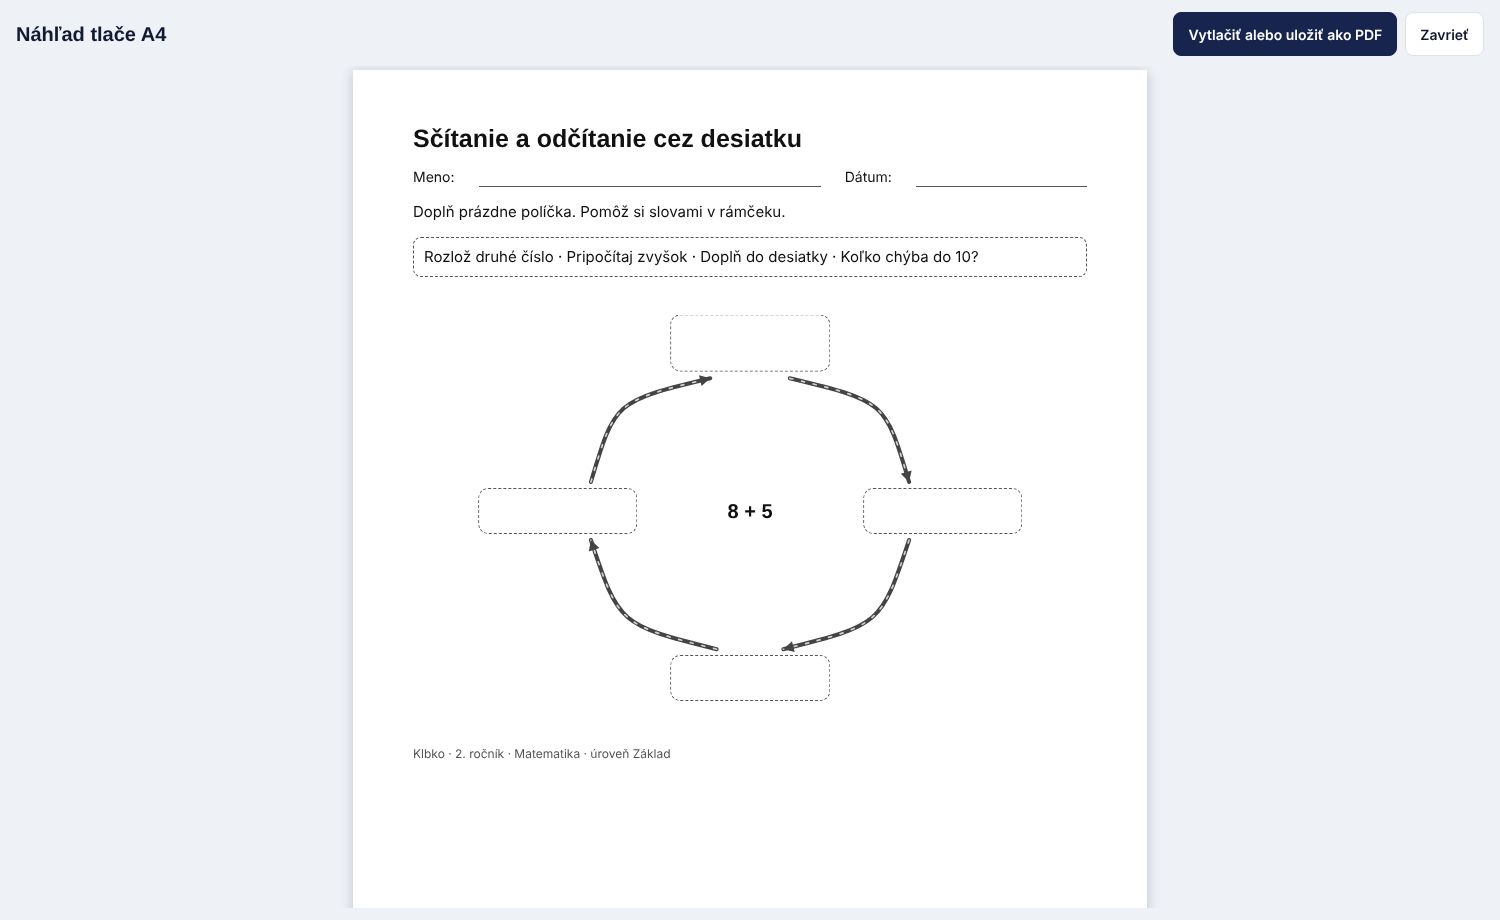 Náhľad tlače A4
Vytlačiť alebo uložiť ako PDF
Zavrieť
Sčítanie a odčítanie cez desiatku
Meno:
Dátum:
Doplň prázdne políčka. Pomôž si slovami v rámčeku.
Rozlož druhé číslo · Pripočítaj zvyšok · Doplň do desiatky · Koľko chýba do 10?
8 + 5
Klbko · 2. ročník · Matematika · úroveň Základ